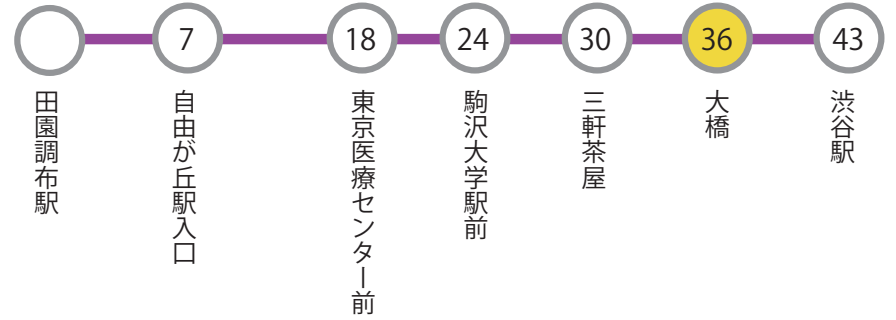 7
18
24
30
36
43
田園調布駅
自由が丘駅入口
東京医療センター前
駒沢大学駅前
三軒茶屋
大橋
渋谷駅